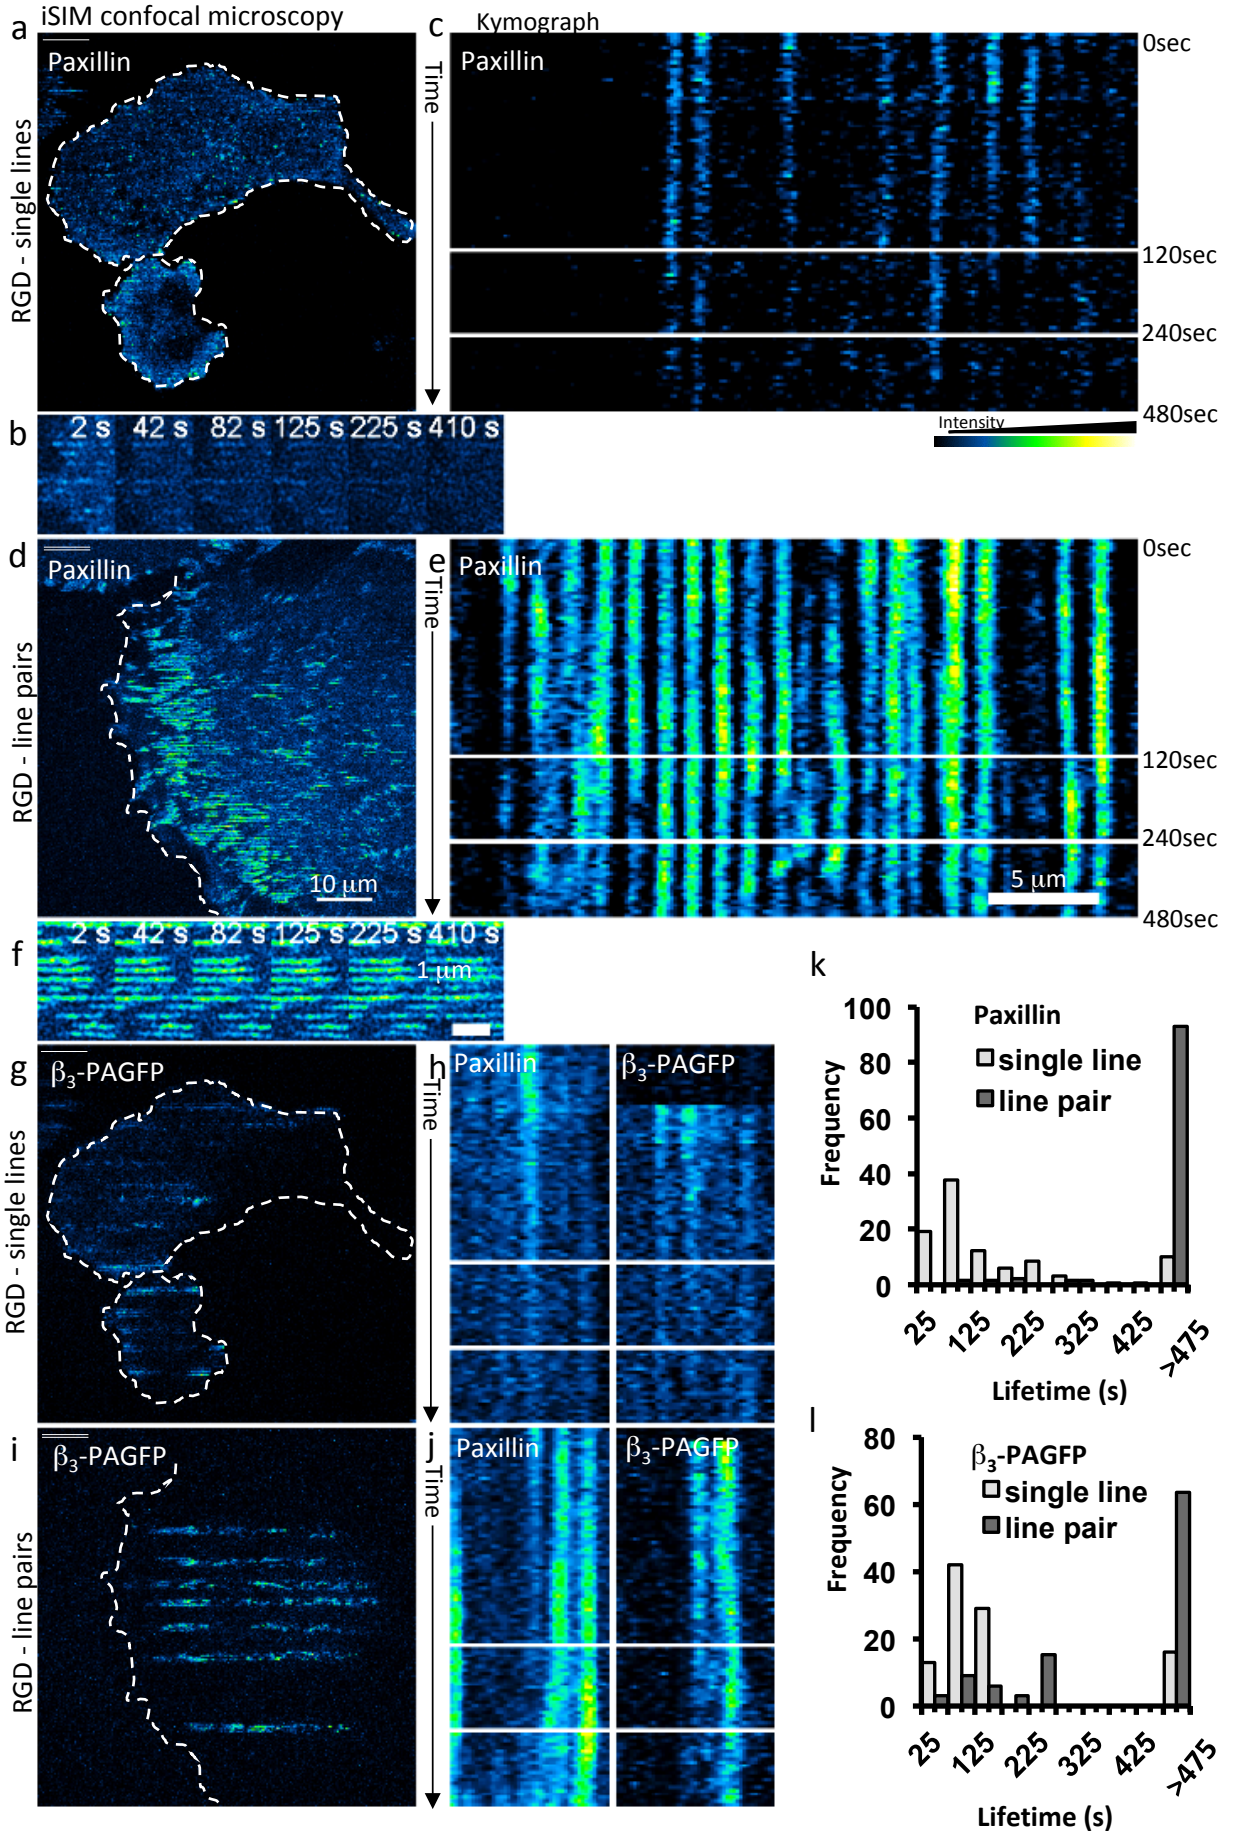 iSIM confocal microscopy
a
Paxillin
RGD - single lines
Time
c
Kymograph
Paxillin
0sec
120sec
240sec
480sec
Intensity
b
2 s 42 s 82 s 125 s 225 s 410 s
d
Paxillin
RGD - line pairs
10 μm
Time
e
Paxillin
0sec
120sec
240sec
480sec
5 μm
f
2 s 42 s 82 s 125 s 225 s 410 s
1 μm
g
β3-PAGFP
RGD - single lines
Time
h
Paxillin
β3-PAGFP
i
β3-PAGFP
RGD - line pairs
Time
j
Paxillin
β3-PAGFP
k
Paxillin
single line
line pair
Frequency
100
80
60
40
20
0
25 125 225 325 425 >475
Lifetime (s)
l
β3-PAGFP
single line
line pair
Frequency
80
60
40
20
0
25 125 225 325 425 >475
Lifetime (s)